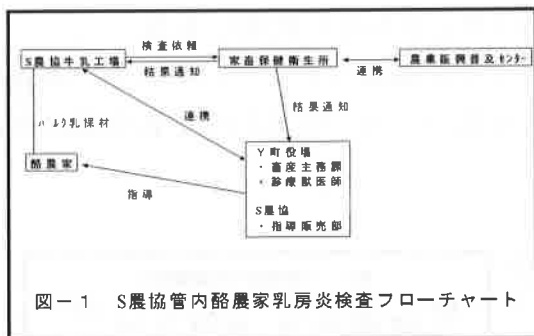 検査依頼
S農協牛乳工場
家畜保健衛生所
農業振興普及センター
結果通知
連携
結果通知
連携
バルク乳採材
酪農家
指導
Y町役場
・畜産主務課
・診療獣医師
S農協
・指導販売部
図－1 S農協管内酪農家乳房炎検査フローチャート